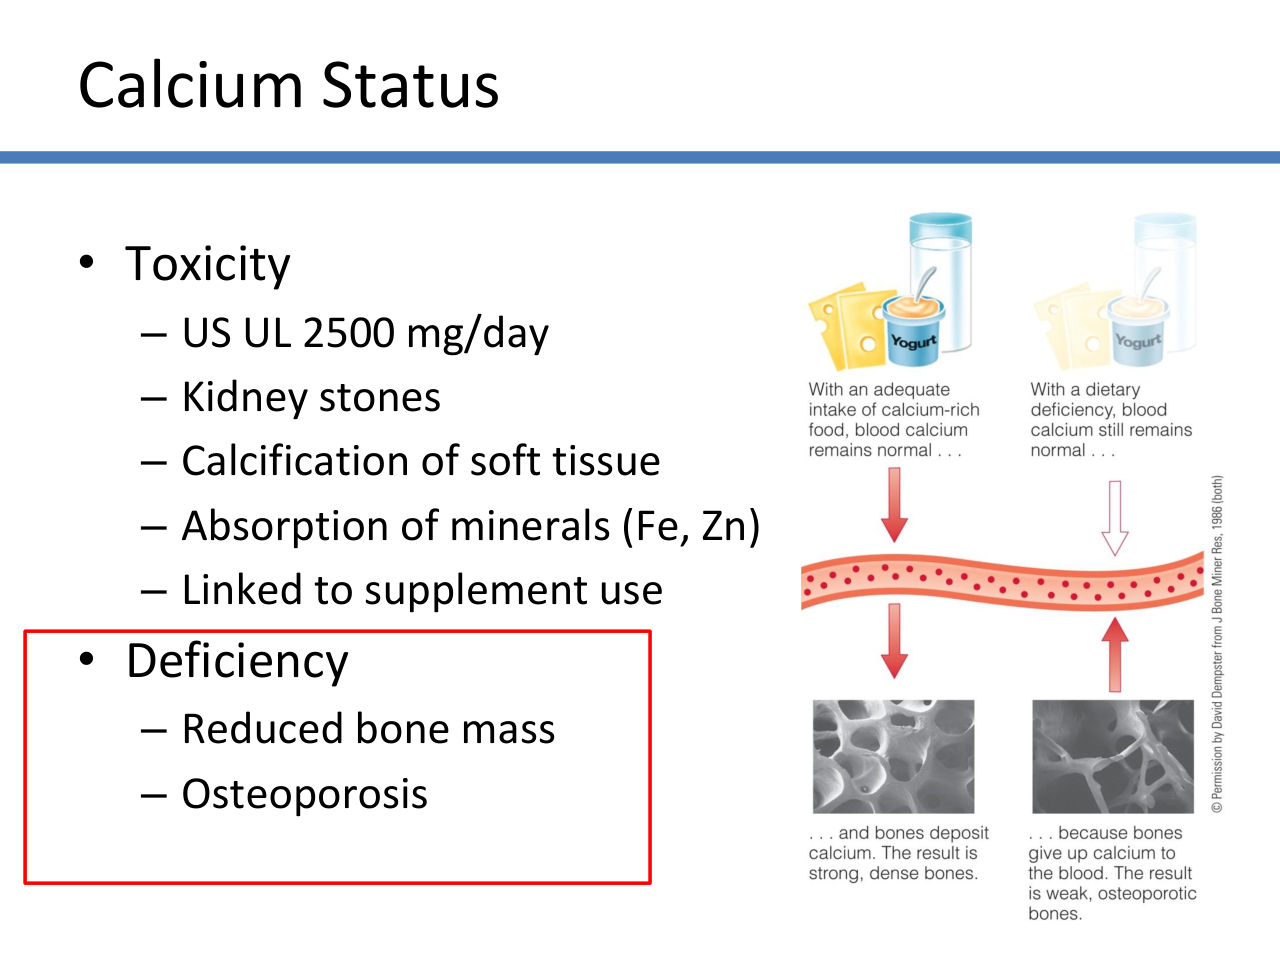 Calcium Status
• Toxicity
– US UL 2500 mg/day
– Kidney stones
– Calcification of soft tissue
– Absorption of minerals (Fe, Zn)
– Linked to supplement use
• Deficiency
– Reduced bone mass
– Osteoporosis
Yogurt
With an adequate
intake of calcium-rich
food, blood calcium
remains normal . . .
. . . and bones deposit
calcium. The result is
strong, dense bones.
Yogurt
With a dietary
deficiency, blood
calcium still remains
normal . . .
. . . because bones
give up calcium to
the blood. The result
is weak, osteoporotic
bones.
© Permission by David Dempster from J Bone Miner Res, 1986 (both)